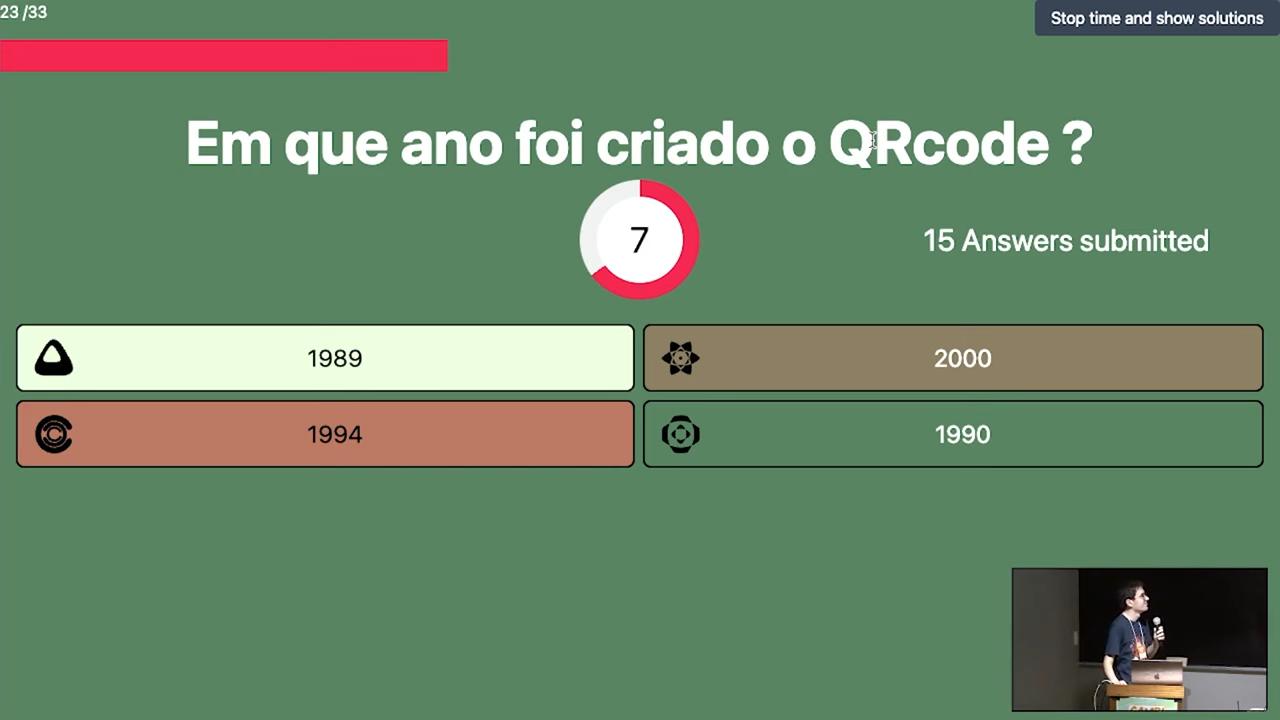 23 /33
Stop time and show solutions
Em que ano foi criado o QRcode ?
7
15 Answers submitted
1989
2000
1994
1990